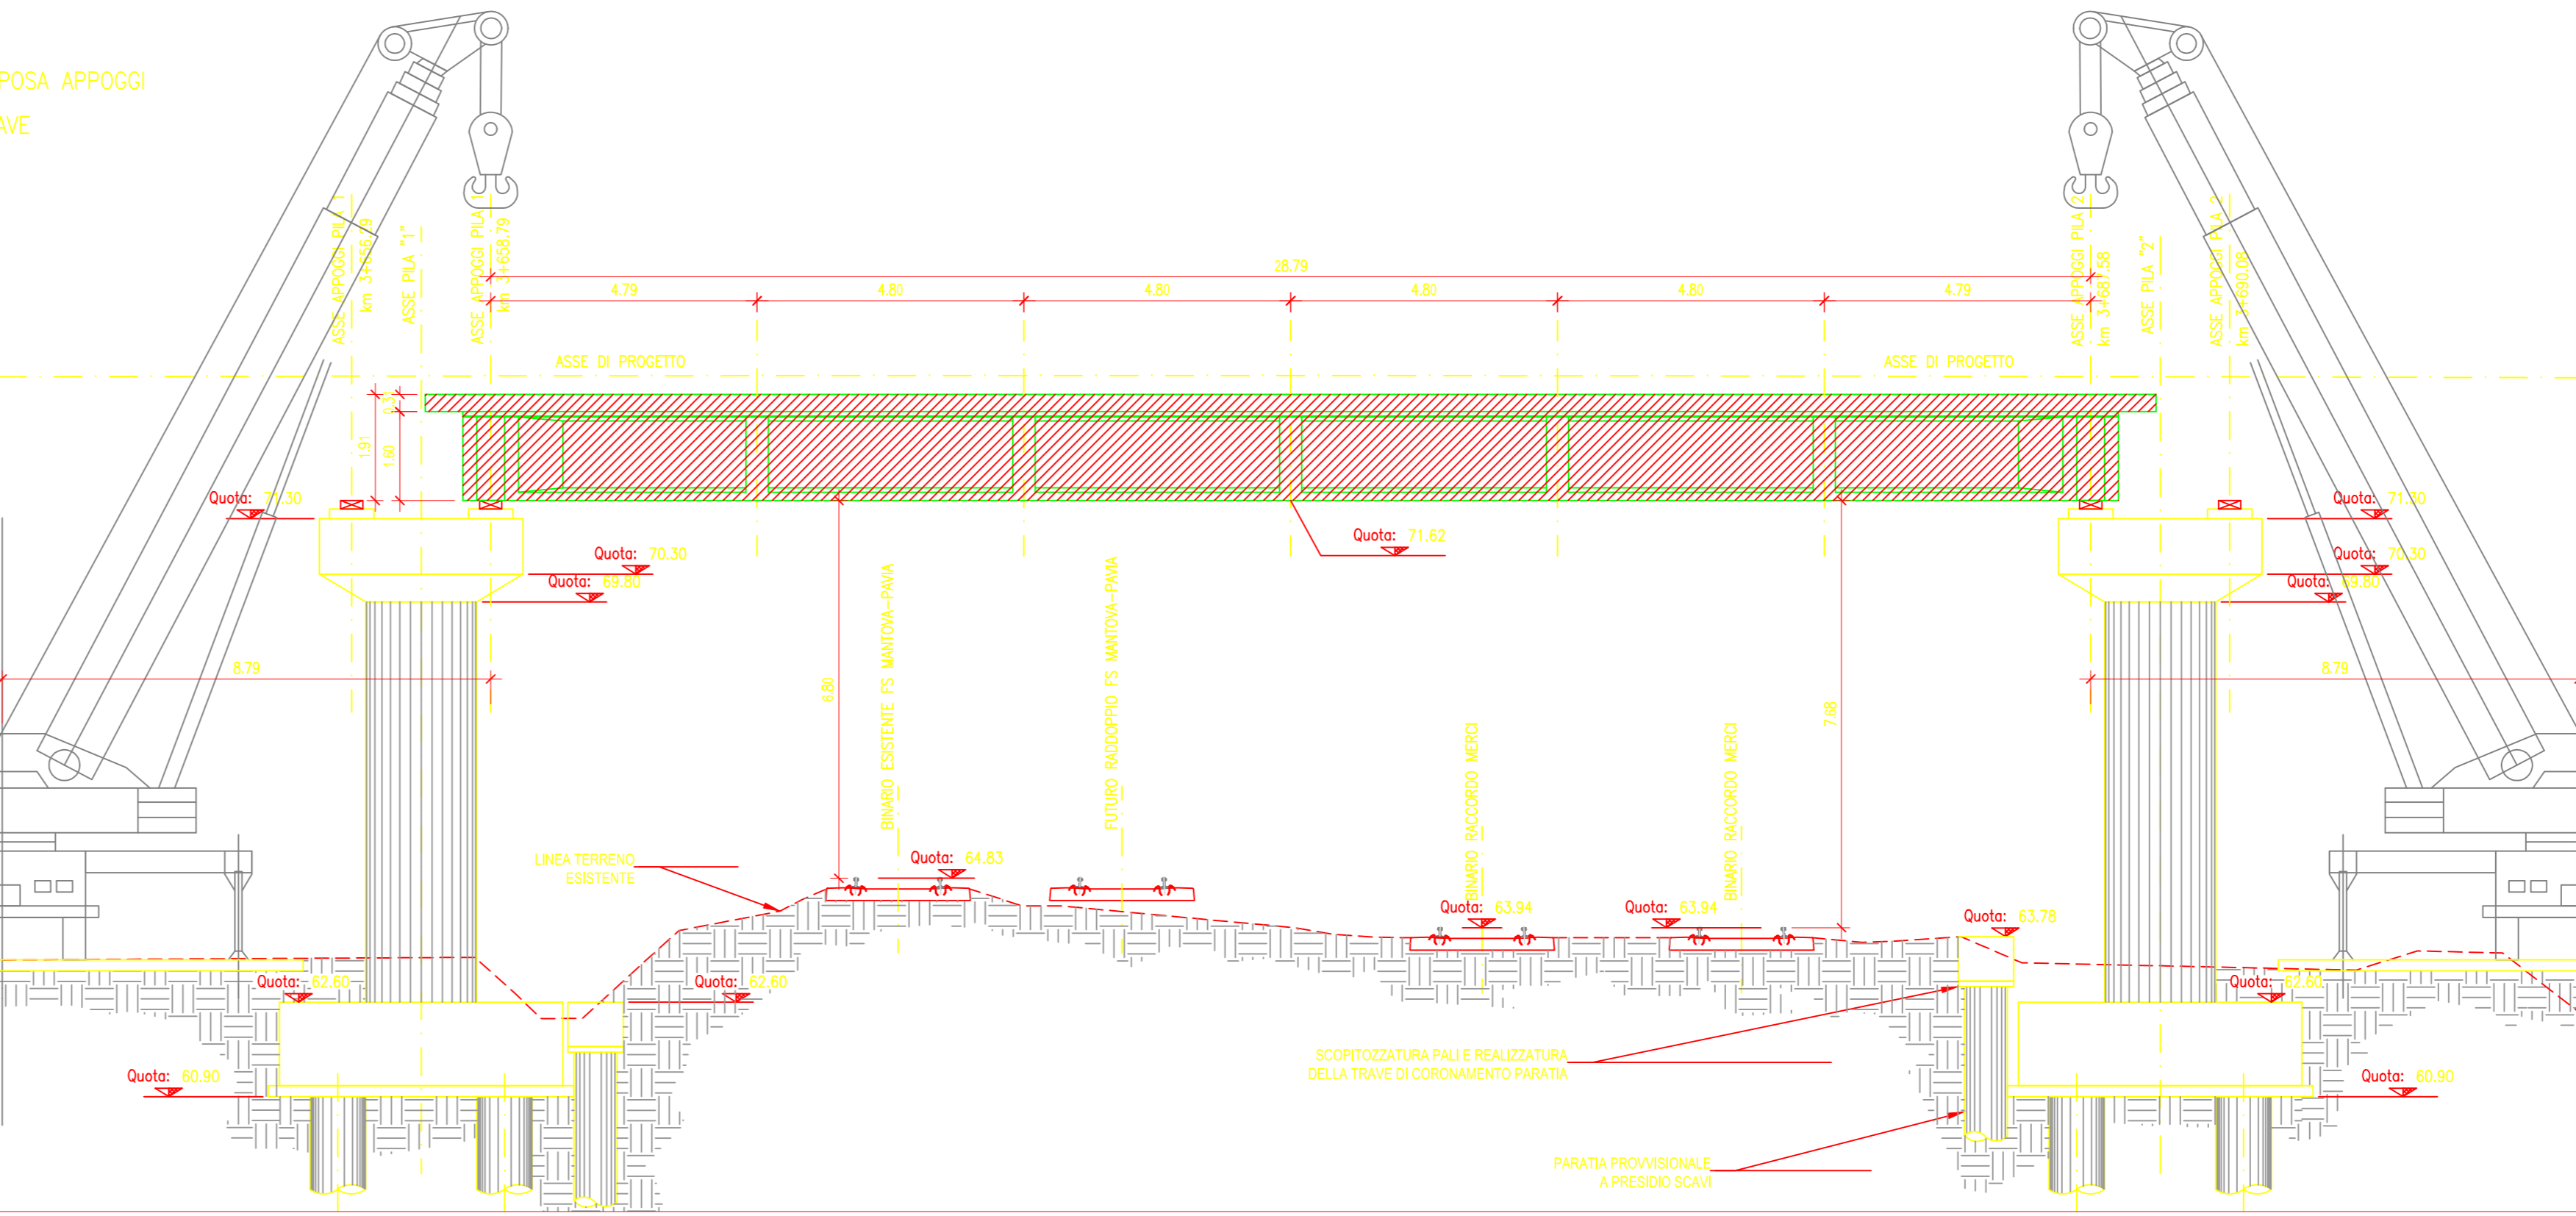 POSA APPOGGI
AVE
ASSE APPOGGI PILA 1
km 3+656.29
ASSE PILA "1"
ASSE APPOGGI PILA 1
km 3+658.79
28.79
4.79
4.80
4.80
4.80
4.80
4.79
ASSE APPOGGI PILA 2
km 3+687.58
ASSE PILA "2"
ASSE APPOGGI PILA 2
km 3+690.08
ASSE DI PROGETTO
ASSE DI PROGETTO
0.31
1.91
1.60
Quota: 71.30
Quota: 70.30
Quota: 69.80
Quota: 71.62
Quota: 71.30
Quota: 70.30
Quota: 69.80
8.79
6.80
BINARIO ESISTENTE FS MANTOVA-PAVIA
FUTURO RADDOPPIO FS MANTOVA-PAVIA
BINARIO RACCORDO MERCI
BINARIO RACCORDO MERCI
7.68
8.79
LINEA TERRENO
ESISTENTE
Quota: 64.83
Quota: 63.94
Quota: 63.94
Quota: 63.78
Quota: 62.60
Quota: 62.60
Quota: 62.60
SCOPITOZZATURA PALI E REALIZZATURA
DELLA TRAVE DI CORONAMENTO PARATIA
Quota: 60.90
Quota: 60.90
PARATIA PROVVISIONALE
A PRESIDIO SCAVI